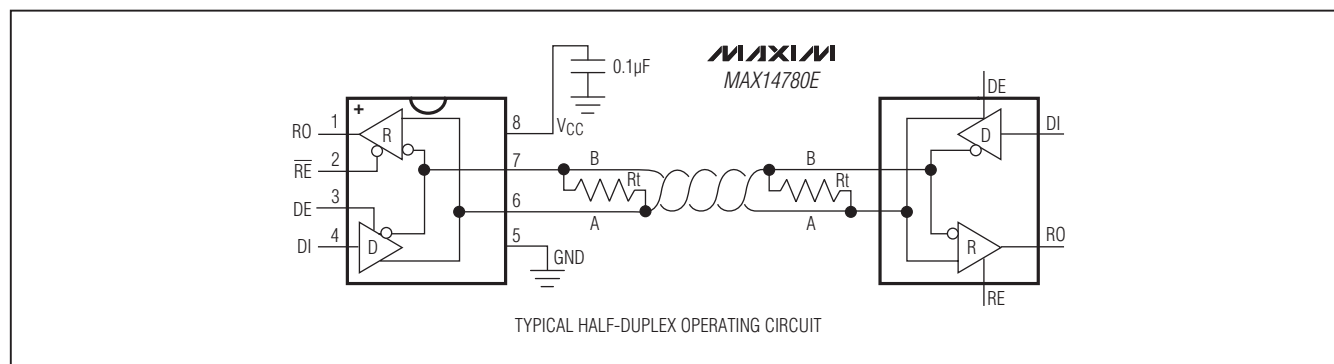 MAXIM
MAX14780E
0.1µF
+
RO 1
R
8 VCC
RE 2
7 B
Rt
DE 3
6 A
DI 4
D
5 GND
B
Rt
A
DE
D
DI
R
RO
RE
TYPICAL HALF-DUPLEX OPERATING CIRCUIT